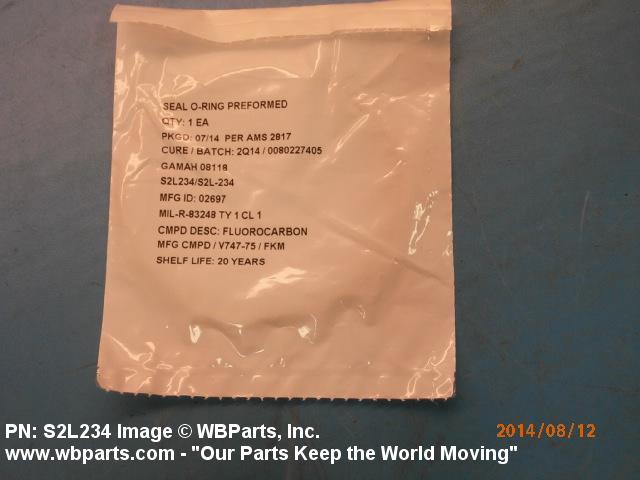 SEAL O-RING PREFORMED
QTY: 1 EA
PKGD: 07/14 PER AMS 2817
CURE / BATCH: 2Q14 / 0080227405
GAMAH 08118
S2L234/S2L-234
MFG ID: 02697
MIL-R-83248 TY 1 CL 1
CMPD DESC: FLUOROCARBON
MFG CMPD / V747-75 / FKM
SHELF LIFE: 20 YEARS
PN: S2L234 Image © WBParts, Inc.
2014/08/12
www.wbparts.com - "Our Parts Keep the World Moving"